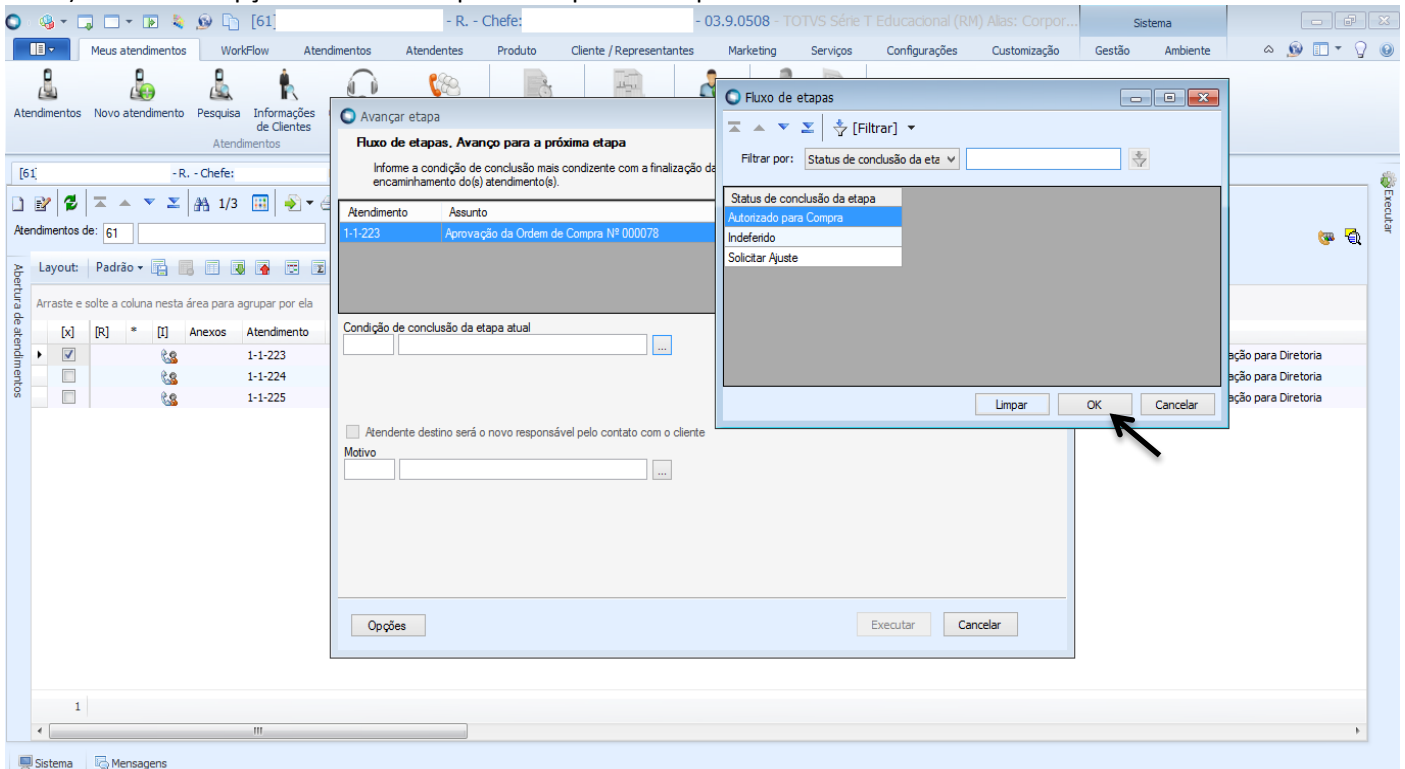 [61] - R. - Chefe: - 03.9.0508 - TOTVS Série T Educacional (RM) Alias: Corpor... Sistema
Meus atendimentos WorkFlow Atendimentos Atendentes Produto Cliente / Representantes Marketing Serviços Configurações Customização Gestão Ambiente
Atendimentos Novo atendimento Pesquisa Informações de Clientes
Atendimentos
[61 - R. - Chefe:
1/3
Atendimentos de: 61
Layout: Padrão
Arraste e solte a coluna nesta área para agrupar por ela
[x] [R] * [I] Anexos Atendimento
1-1-223 ação para Diretoria
1-1-224 ação para Diretoria
1-1-225 ação para Diretoria
Abertura de atendimentos
Executar
Avançar etapa
Fluxo de etapas, Avanço para a próxima etapa
Informe a condição de conclusão mais condizente com a finalização da
encaminhamento do(s) atendimento(s).
Atendimento Assunto
1-1-223 Aprovação da Ordem de Compra Nº 000078
Condição de conclusão da etapa atual
...
Atendente destino será o novo responsável pelo contato com o cliente
Motivo
...
Opções Executar Cancelar
Fluxo de etapas
[Filtrar]
Filtrar por: Status de conclusão da eta
Status de conclusão da etapa
Autorizado para Compra
Indeferido
Solicitar Ajuste
Limpar OK Cancelar
1
Sistema Mensagens